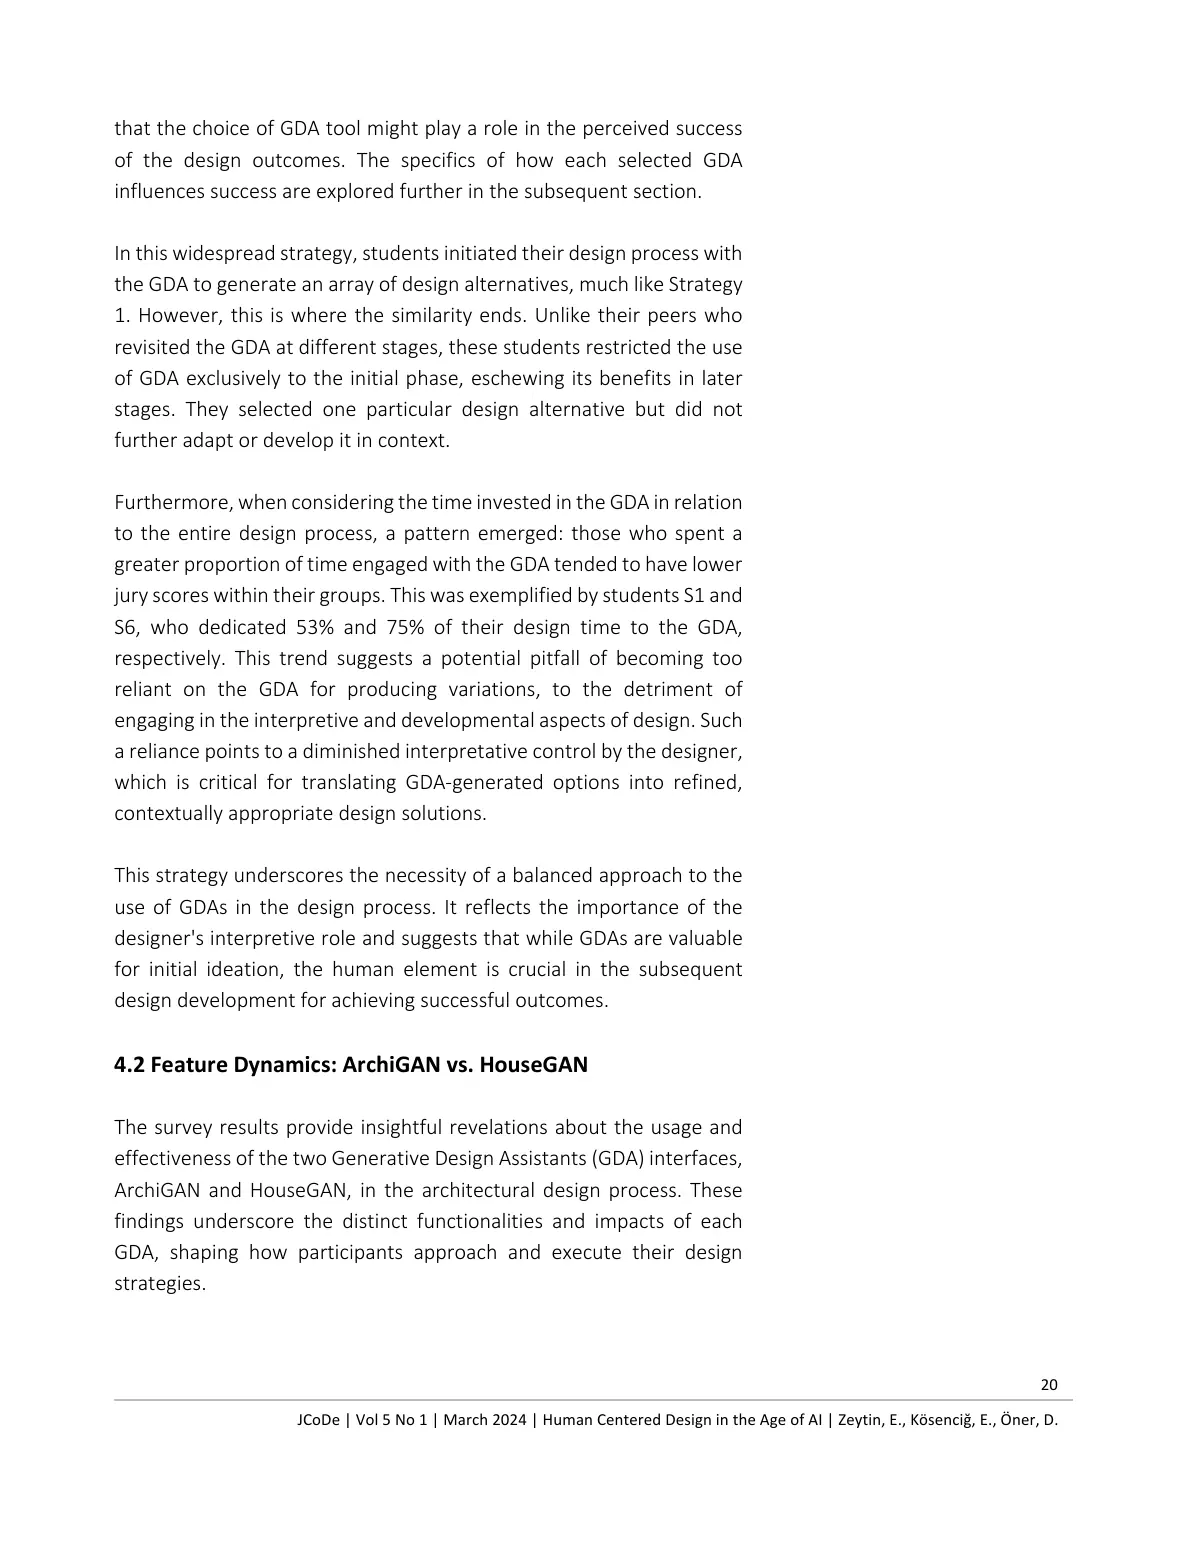 that the choice of GDA tool might play a role in the perceived success
of the design outcomes. The specifics of how each selected GDA
influences success are explored further in the subsequent section.
In this widespread strategy, students initiated their design process with
the GDA to generate an array of design alternatives, much like Strategy
1. However, this is where the similarity ends. Unlike their peers who
revisited the GDA at different stages, these students restricted the use
of GDA exclusively to the initial phase, eschewing its benefits in later
stages. They selected one particular design alternative but did not
further adapt or develop it in context.
Furthermore, when considering the time invested in the GDA in relation
to the entire design process, a pattern emerged: those who spent a
greater proportion of time engaged with the GDA tended to have lower
jury scores within their groups. This was exemplified by students S1 and
S6, who dedicated 53% and 75% of their design time to the GDA,
respectively. This trend suggests a potential pitfall of becoming too
reliant on the GDA for producing variations, to the detriment of
engaging in the interpretive and developmental aspects of design. Such
a reliance points to a diminished interpretative control by the designer,
which is critical for translating GDA-generated options into refined,
contextually appropriate design solutions.
This strategy underscores the necessity of a balanced approach to the
use of GDAs in the design process. It reflects the importance of the
designer's interpretive role and suggests that while GDAs are valuable
for initial ideation, the human element is crucial in the subsequent
design development for achieving successful outcomes.
4.2 Feature Dynamics: ArchiGAN vs. HouseGAN
The survey results provide insightful revelations about the usage and
effectiveness of the two Generative Design Assistants (GDA) interfaces,
ArchiGAN and HouseGAN, in the architectural design process. These
findings underscore the distinct functionalities and impacts of each
GDA, shaping how participants approach and execute their design
strategies.
20
JCoDe | Vol 5 No 1 | March 2024 | Human Centered Design in the Age of AI | Zeytin, E., Kösenciğ, E., Öner, D.